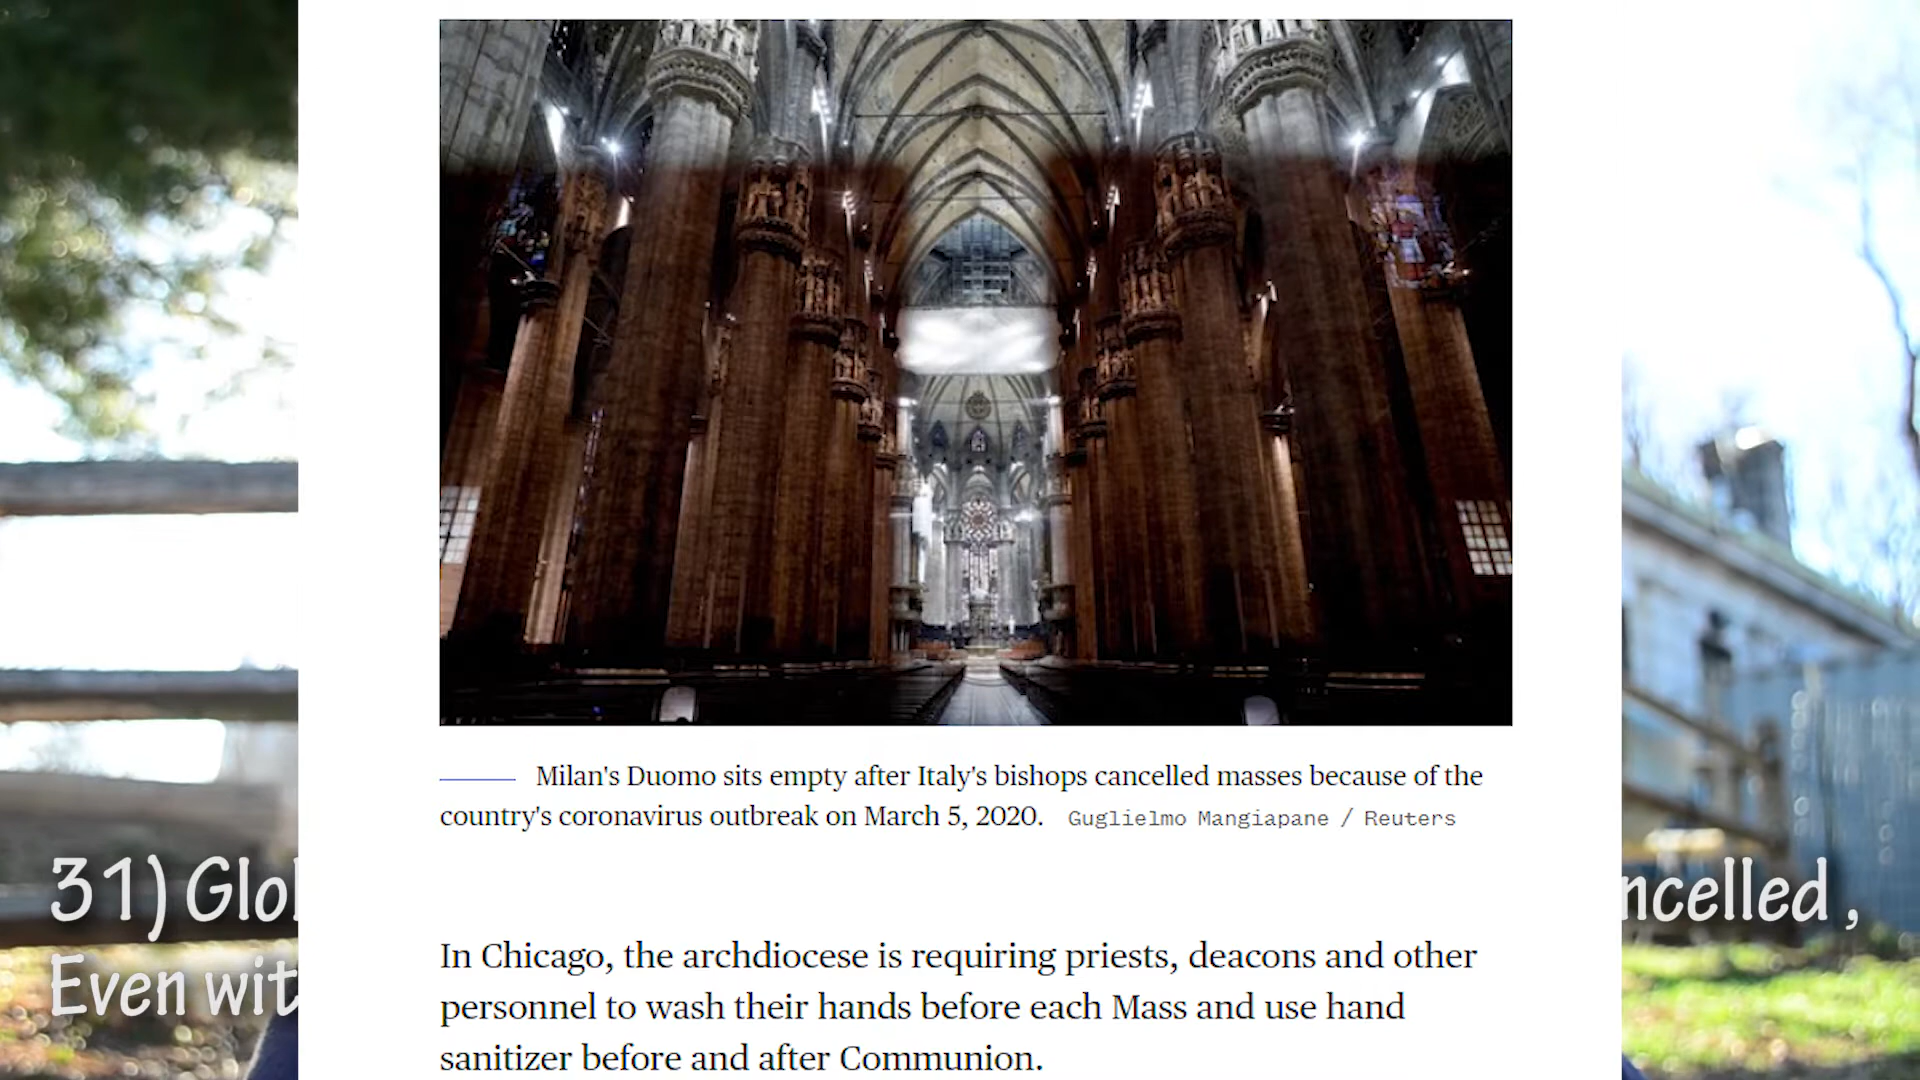 Milan's Duomo sits empty after Italy's bishops cancelled masses because of the
country's coronavirus outbreak on March 5, 2020. Guglielmo Mangiapane / Reuters
31)
ncelled,
Even
In Chicago, the archdiocese is requiring priests, deacons and other
personnel to wash their hands before each Mass and use hand
sanitizer before and after Communion.